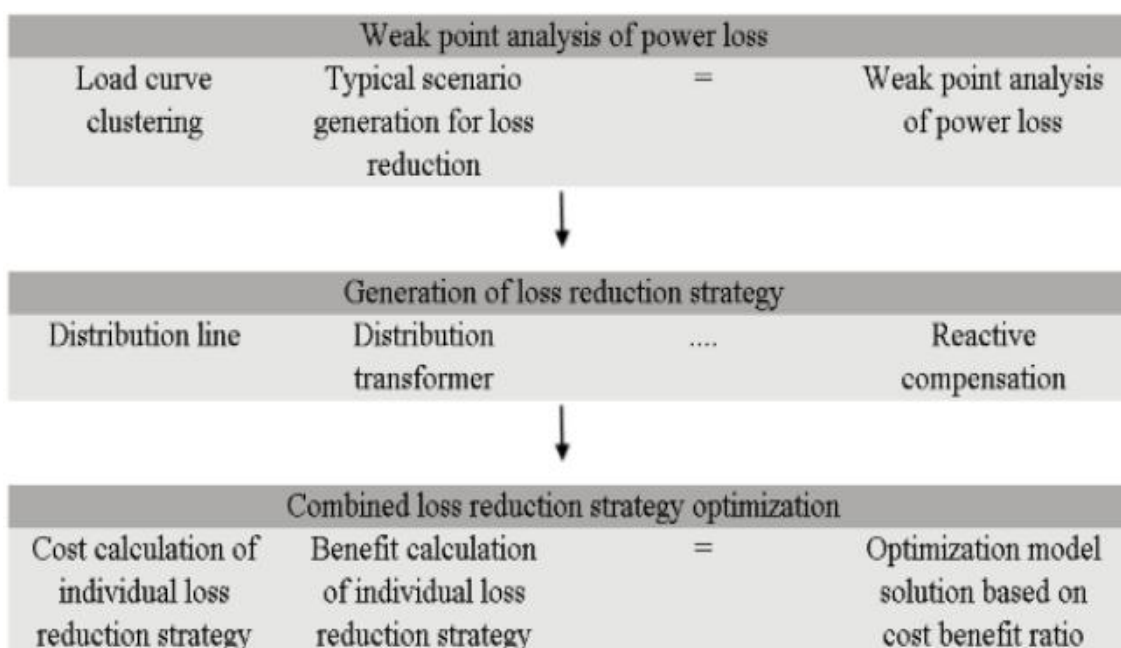 Weak point analysis of power loss
Load curve clustering
Typical scenario generation for loss reduction
=
Weak point analysis of power loss
Generation of loss reduction strategy
Distribution line
Distribution transformer
....
Reactive compensation
Combined loss reduction strategy optimization
Cost calculation of individual loss reduction strategy
Benefit calculation of individual loss reduction strategy
=
Optimization model solution based on cost benefit ratio